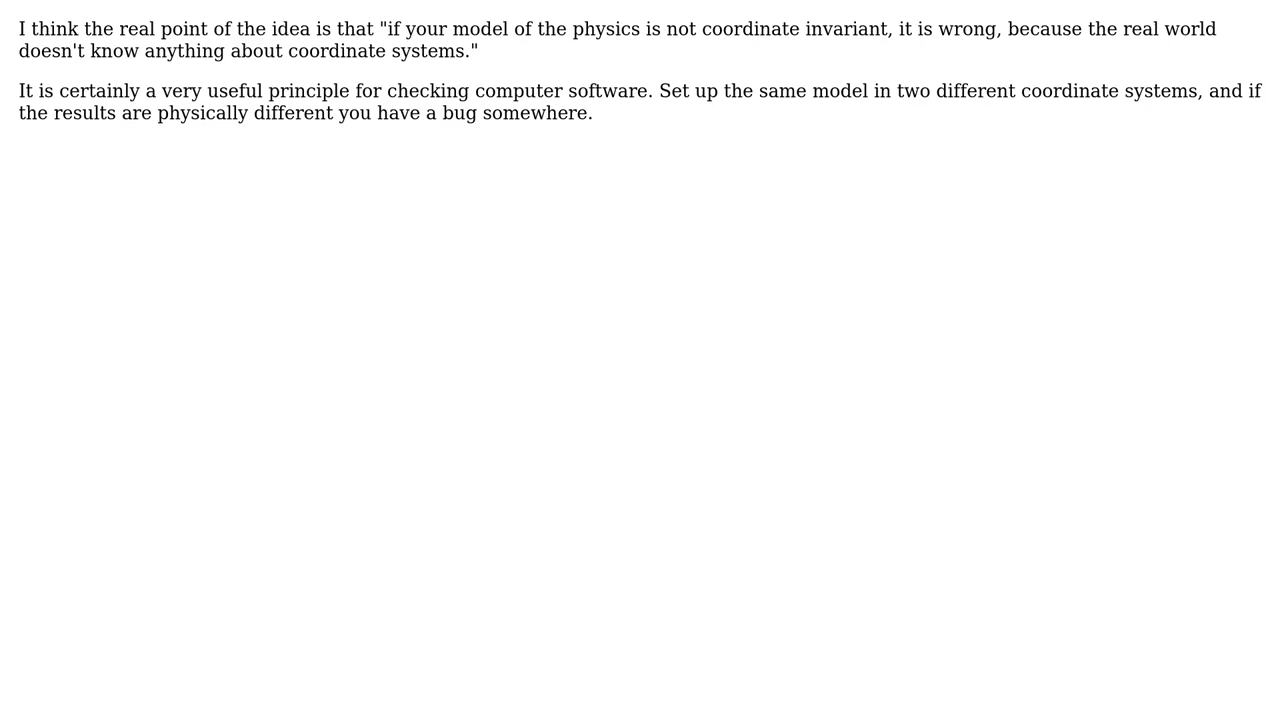 I think the real point of the idea is that "if your model of the physics is not coordinate invariant, it is wrong, because the real world
doesn't know anything about coordinate systems."
It is certainly a very useful principle for checking computer software. Set up the same model in two different coordinate systems, and if
the results are physically different you have a bug somewhere.